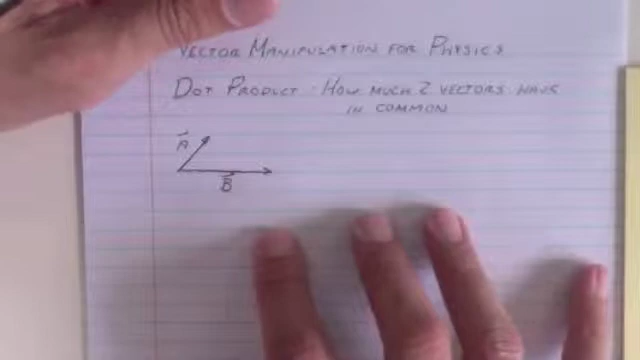 VECTOR MANIPULATION FOR PHYSICS
DOT PRODUCT: HOW MUCH 2 VECTORS HAVE
IN COMMON
A
B